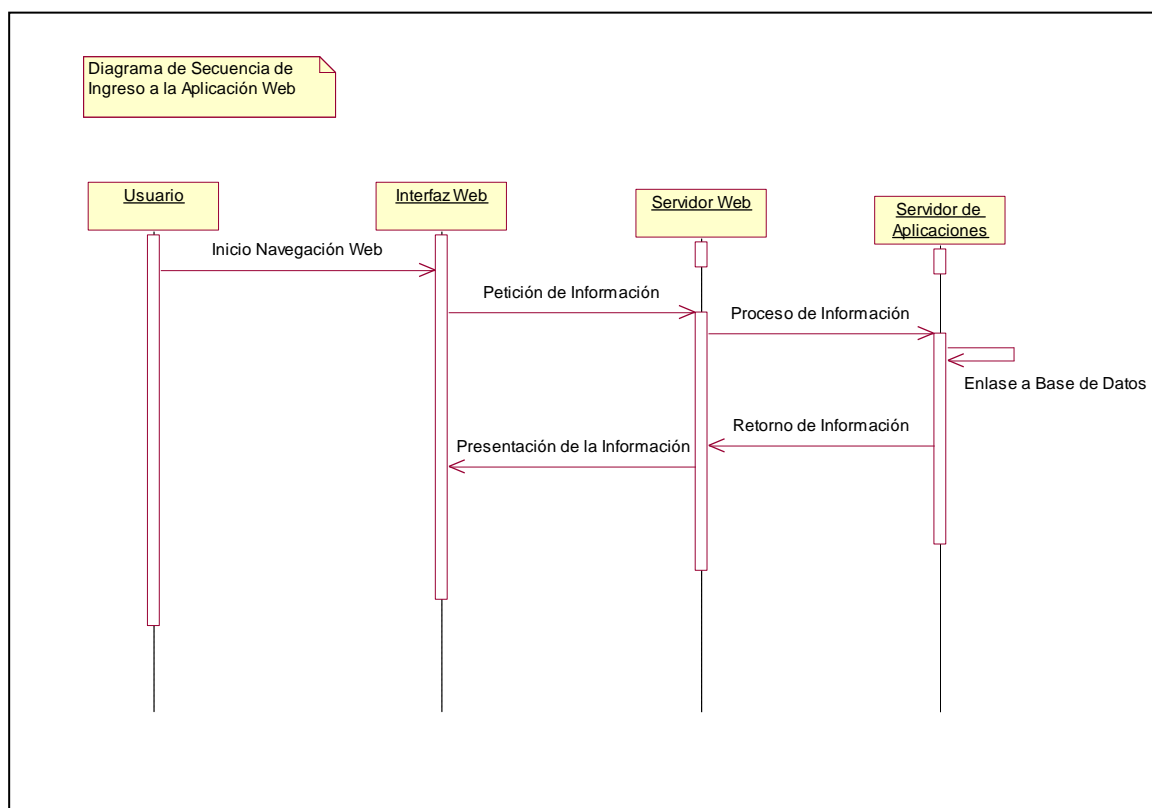 Diagrama de Secuencia de
Ingreso a la Aplicación Web
Usuario
Interfaz Web
Servidor Web
Servidor de
Aplicaciones
Inicio Navegación Web
Petición de Información
Proceso de Información
Enlase a Base de Datos
Retorno de Información
Presentación de la Información